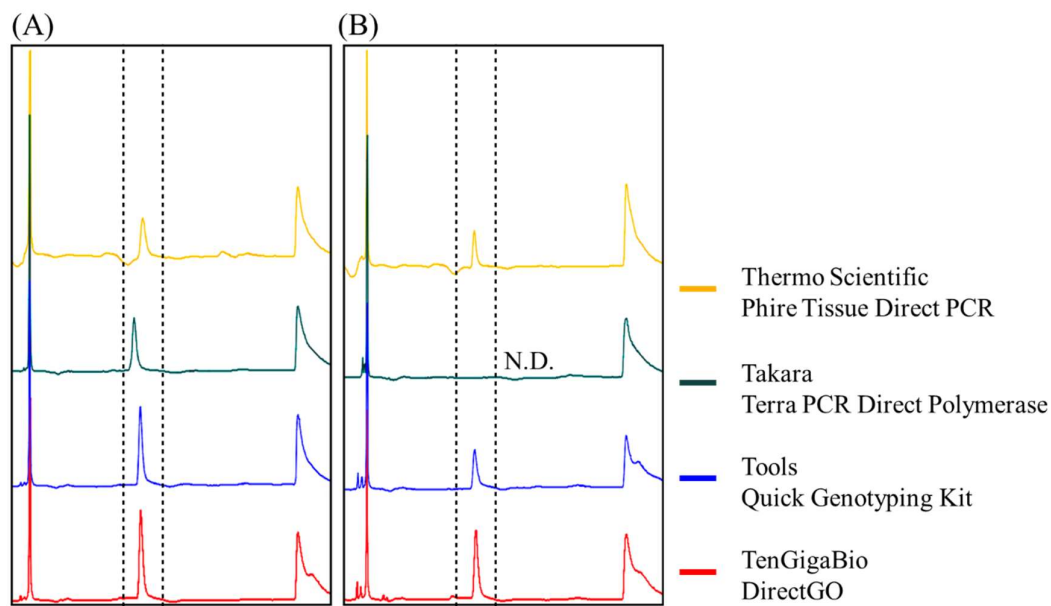 (A)
(B)
N.D.
Thermo Scientific
Phire Tissue Direct PCR
Takara
Terra PCR Direct Polymerase
Tools
Quick Genotyping Kit
TenGigaBio
DirectGO